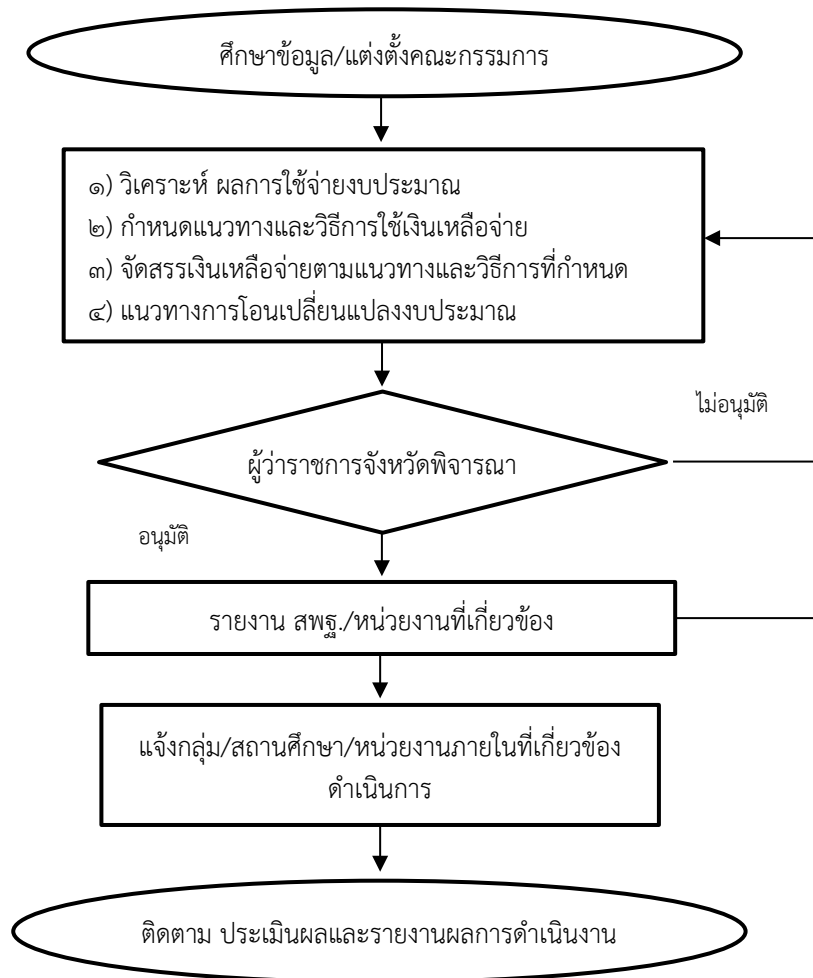 ศึกษาข้อมูล/แต่งตั้งคณะกรรมการ
๑) วิเคราะห์ ผลการใช้จ่ายงบประมาณ
๒) กำหนดแนวทางและวิธีการใช้เงินเหลือจ่าย
๓) จัดสรรเงินเหลือจ่ายตามแนวทางและวิธีการที่กำหนด
๔) แนวทางการโอนเปลี่ยนแปลงงบประมาณ
ไม่อนุมัติ
ผู้ว่าราชการจังหวัดพิจารณา
อนุมัติ
รายงาน สพฐ./หน่วยงานที่เกี่ยวข้อง
แจ้งกลุ่ม/สถานศึกษา/หน่วยงานภายในที่เกี่ยวข้อง
ดำเนินการ
ติดตาม ประเมินผลและรายงานผลการดำเนินงาน